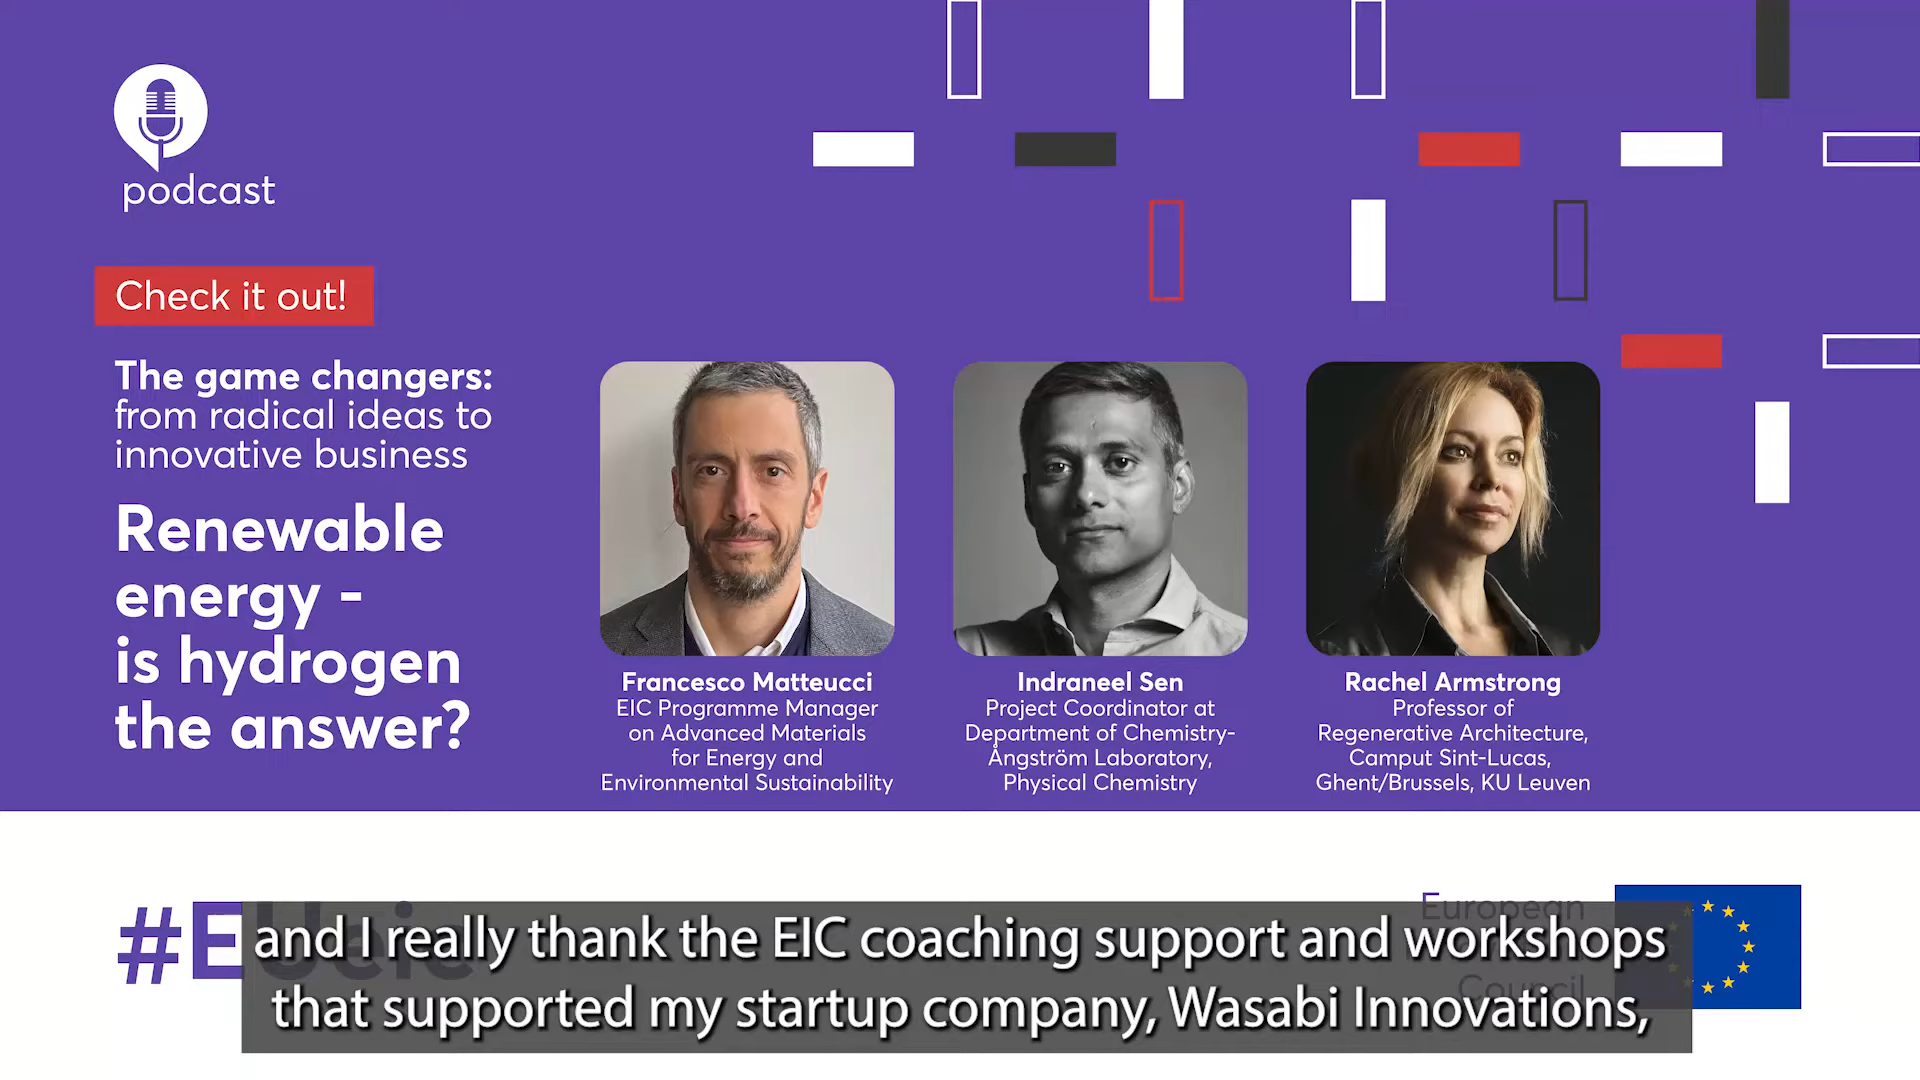 podcast
Check it out!
The game changers:
from radical ideas to
innovative business
Renewable
energy -
is hydrogen
the answer?
Francesco Matteucci
EIC Programme Manager
on Advanced Materials
for Energy and
Environmental Sustainability
Indraneel Sen
Project Coordinator at
Department of Chemistry-
Ångström Laboratory,
Physical Chemistry
Rachel Armstrong
Professor of
Regenerative Architecture,
Camput Sint-Lucas,
Ghent/Brussels, KU Leuven
#EUeic
European
Council
and I really thank the EIC coaching support and workshops
that supported my startup company, Wasabi Innovations,